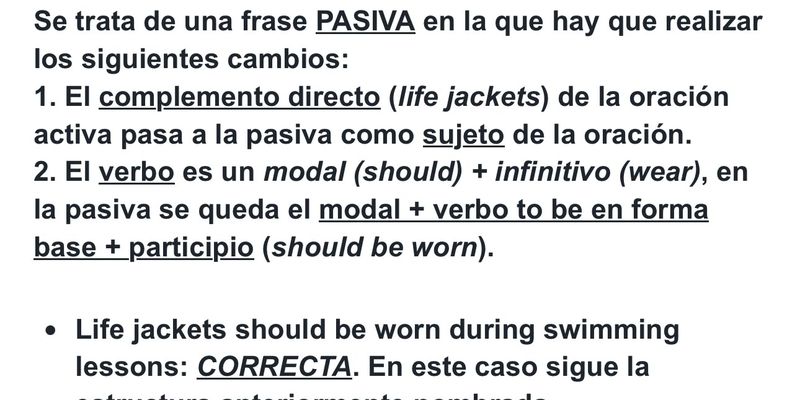 Se trata de una frase PASIVA en la que hay que realizar
los siguientes cambios:
1. El complemento directo (life jackets) de la oración
activa pasa a la pasiva como sujeto de la oración.
2. El verbo es un modal (should) + infinitivo (wear), en
la pasiva se queda el modal + verbo to be en forma
base + participio (should be worn).
• Life jackets should be worn during swimming
lessons: CORRECTA. En este caso sigue la
estructura anteriormente nombrada